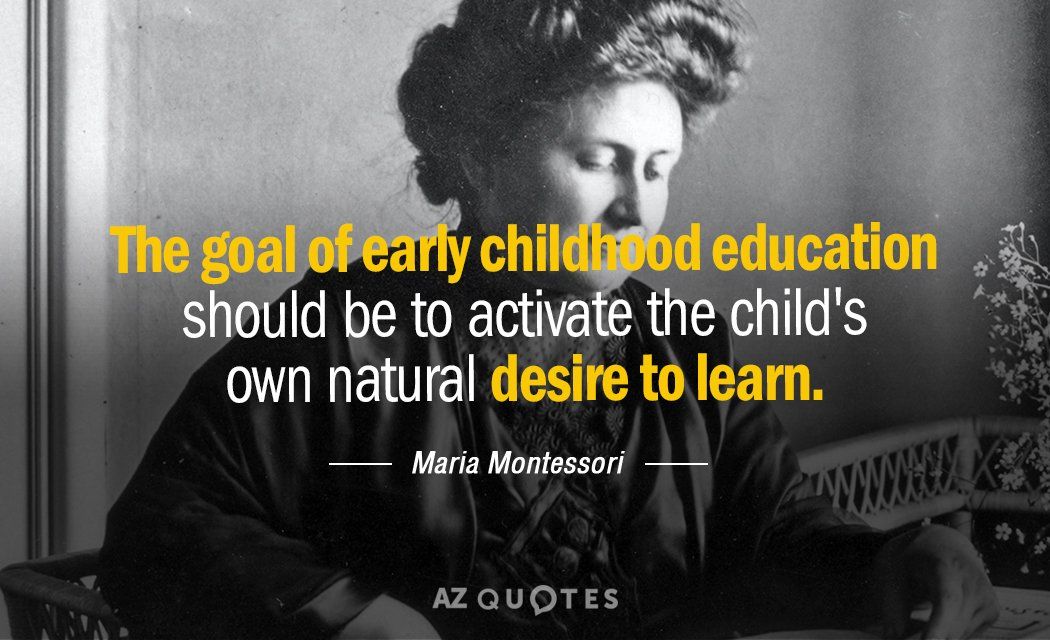 The goal of early childhood education
should be to activate the child's
own natural desire to learn.
Maria Montessori
AZ QUOTES